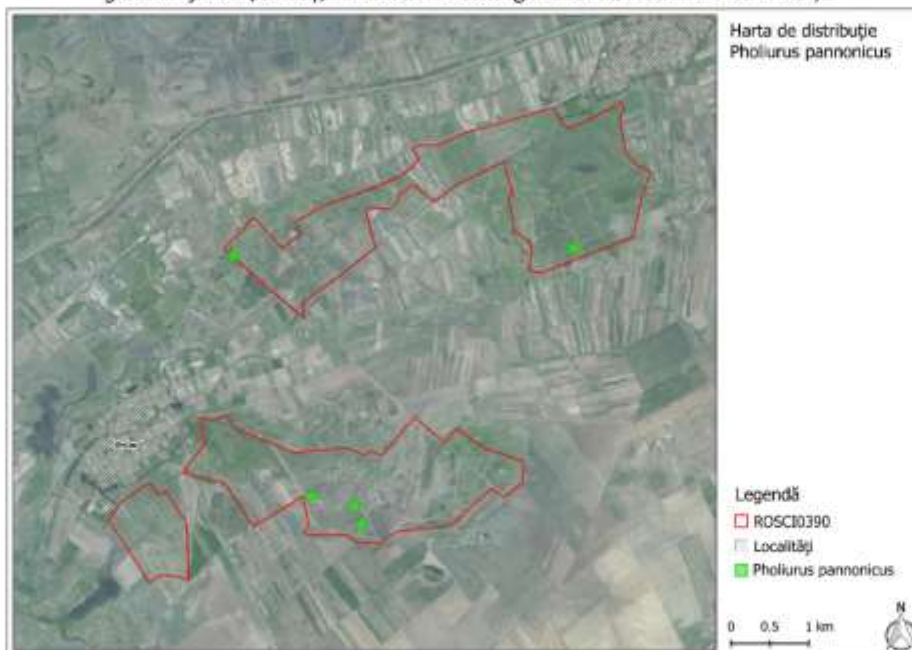 Harta de distribuție
Pholiurus pannonicus
Legendă
ROSCI0390
Localități
Pholiurus pannonicus
N
0 0.5 1 km